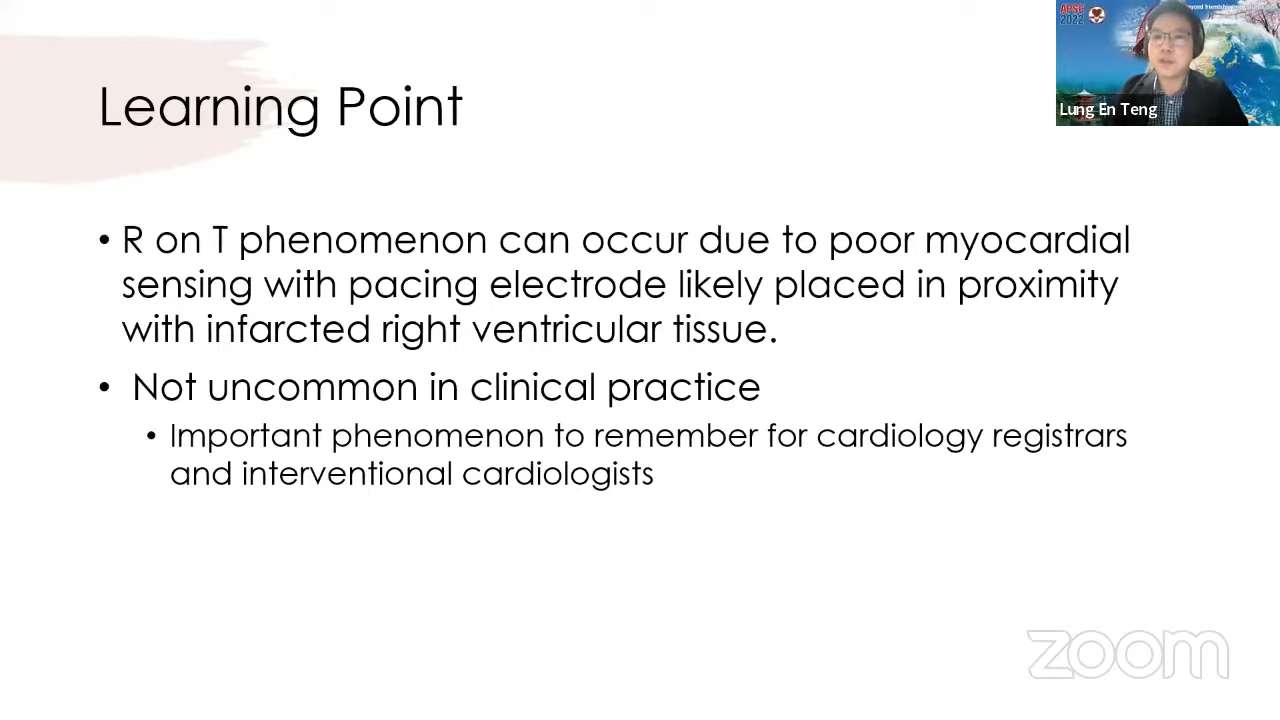 Learning Point
• R on T phenomenon can occur due to poor myocardial
sensing with pacing electrode likely placed in proximity
with infarcted right ventricular tissue.
• Not uncommon in clinical practice
• Important phenomenon to remember for cardiology registrars
and interventional cardiologists
APSC
2022
Lung En Teng
zoom